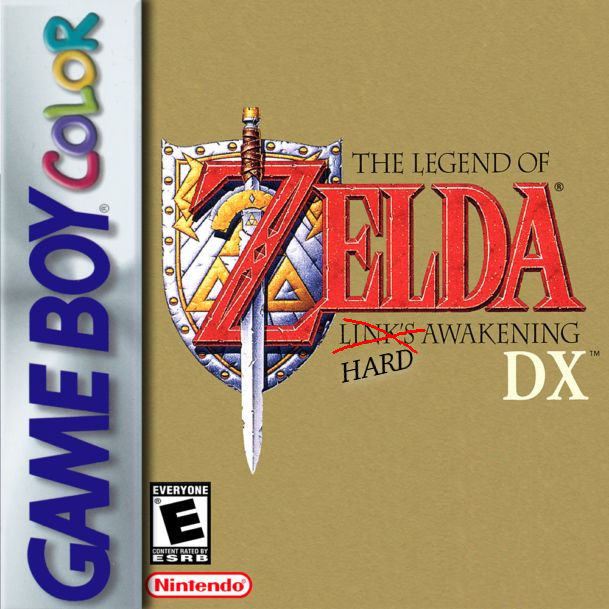 GAME BOY COLOR
THE LEGEND OF
ZELDA®
LINK'S AWAKENING
HARD
DX™
EVERYONE
E®
CONTENT RATED BY
ESRB
Nintendo®